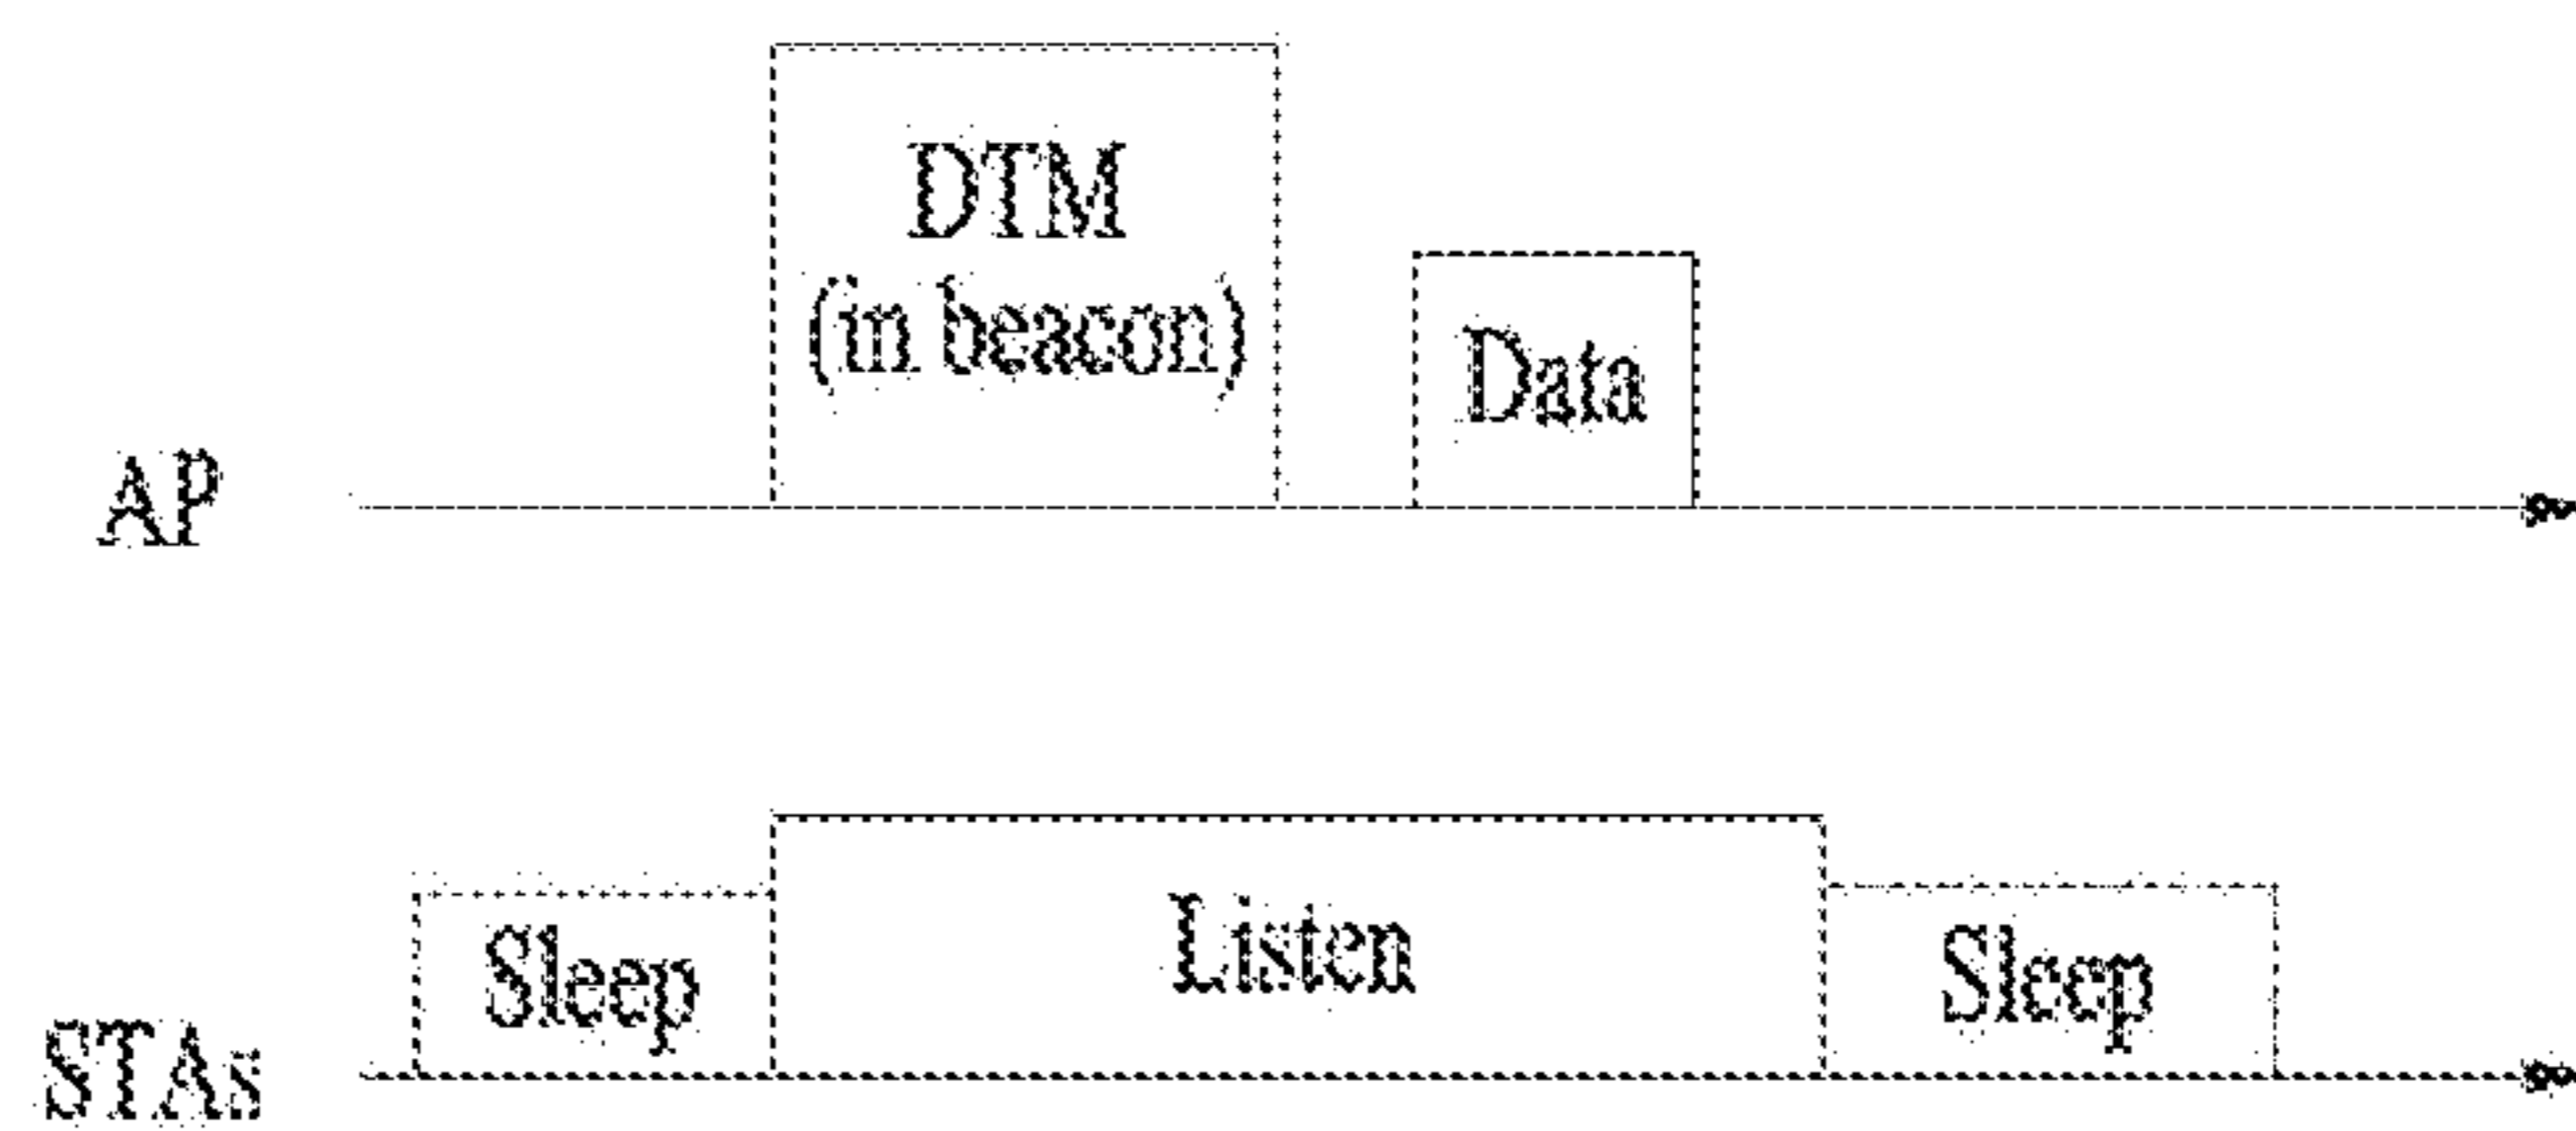 DTM
(in beacon)
Data
AP
Sleep
Listen
Sleep
STAs